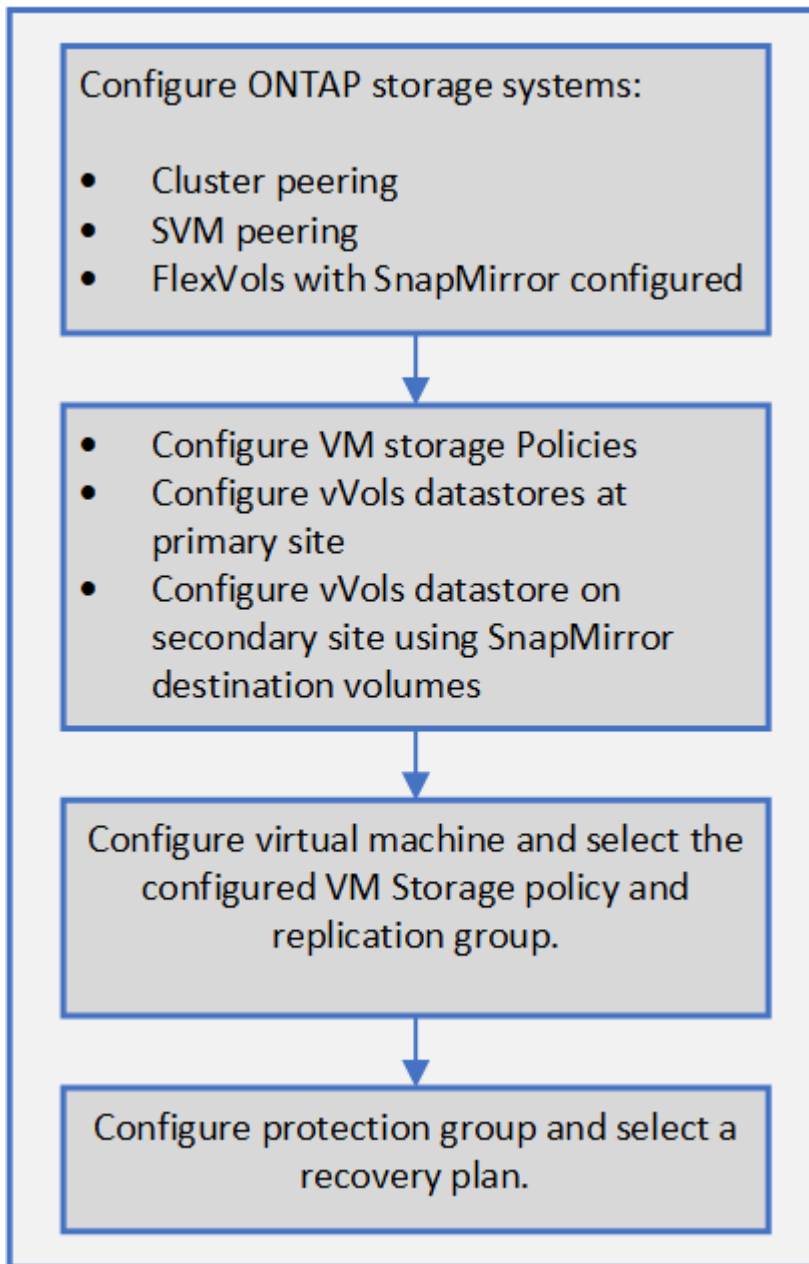 Configure ONTAP storage systems:
• Cluster peering
• SVM peering
• FlexVols with SnapMirror configured
• Configure VM storage Policies
• Configure vVols datastores at
primary site
• Configure vVols datastore on
secondary site using SnapMirror
destination volumes
Configure virtual machine and select the
configured VM Storage policy and
replication group.
Configure protection group and select a
recovery plan.